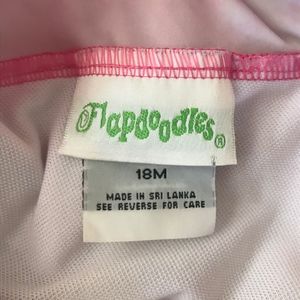 Flapdoodles®
18M
MADE IN SRI LANKA
SEE REVERSE FOR CARE